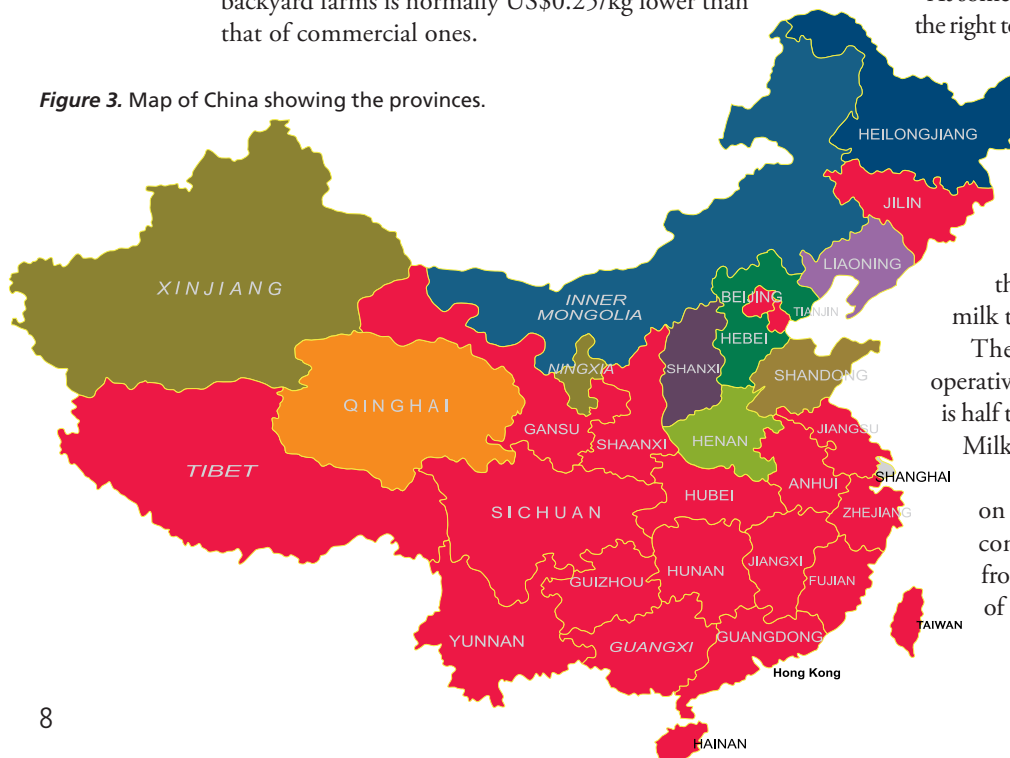 backyard farms is normally US$0.25/kg lower than
that of commercial ones.
the right to
Figure 3. Map of China showing the provinces.
HEILONGJIANG
JILIN
LIAONING
XINJIANG
INNER
MONGOLIA
BEIJING
TIANJIN
HEBEI
NINGXIA
SHANXI
SHANDONG
QINGHAI
GANSU
SHAANXI
HENAN
JIANGSU
TIBET
SHANGHAI
SICHUAN
HUBEI
ANHUI
ZHEJIANG
GUIZHOU
HUNAN
JIANGXI
FUJIAN
TAIWAN
YUNNAN
GUANGXI
GUANGDONG
Hong Kong
HAINAN
milk
The
is half
Milk
on
of
8